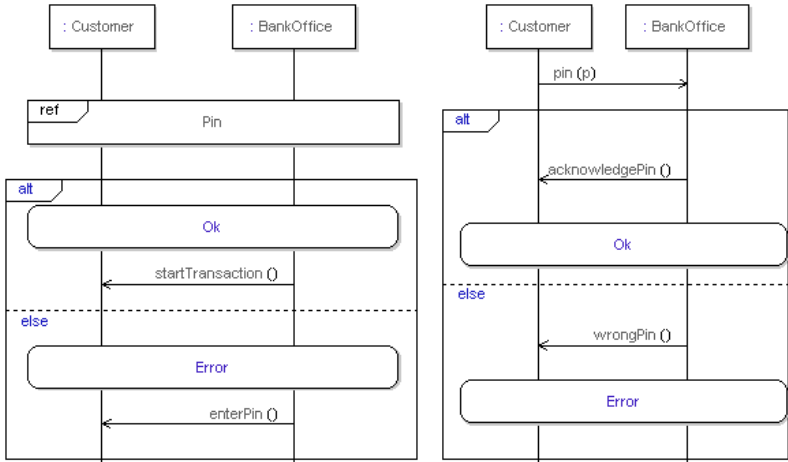 : Customer
: BankOffice
ref
Pin
alt
Ok
startTransaction ()
else
Error
enterPin ()
: Customer
: BankOffice
pin (p)
alt
acknowledgePin ()
Ok
else
wrongPin ()
Error